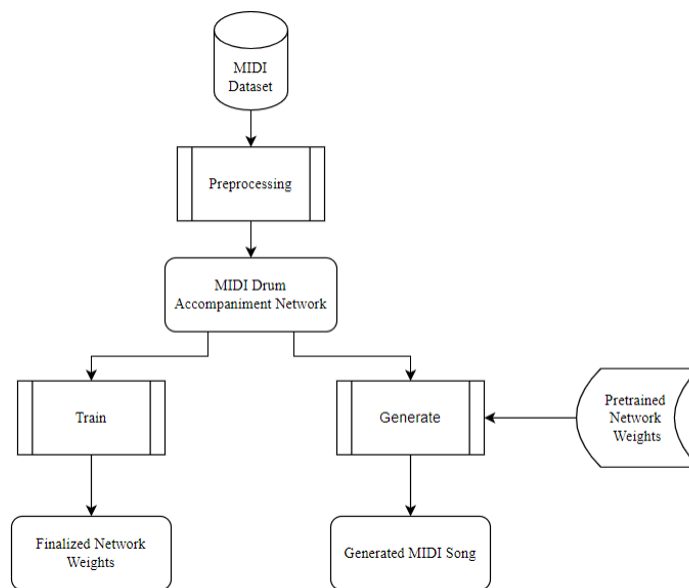 MIDI
Dataset
Preprocessing
MIDI Drum
Accompaniment Network
Train
Generate
Pretrained
Network
Weights
Finalized Network
Weights
Generated MIDI Song